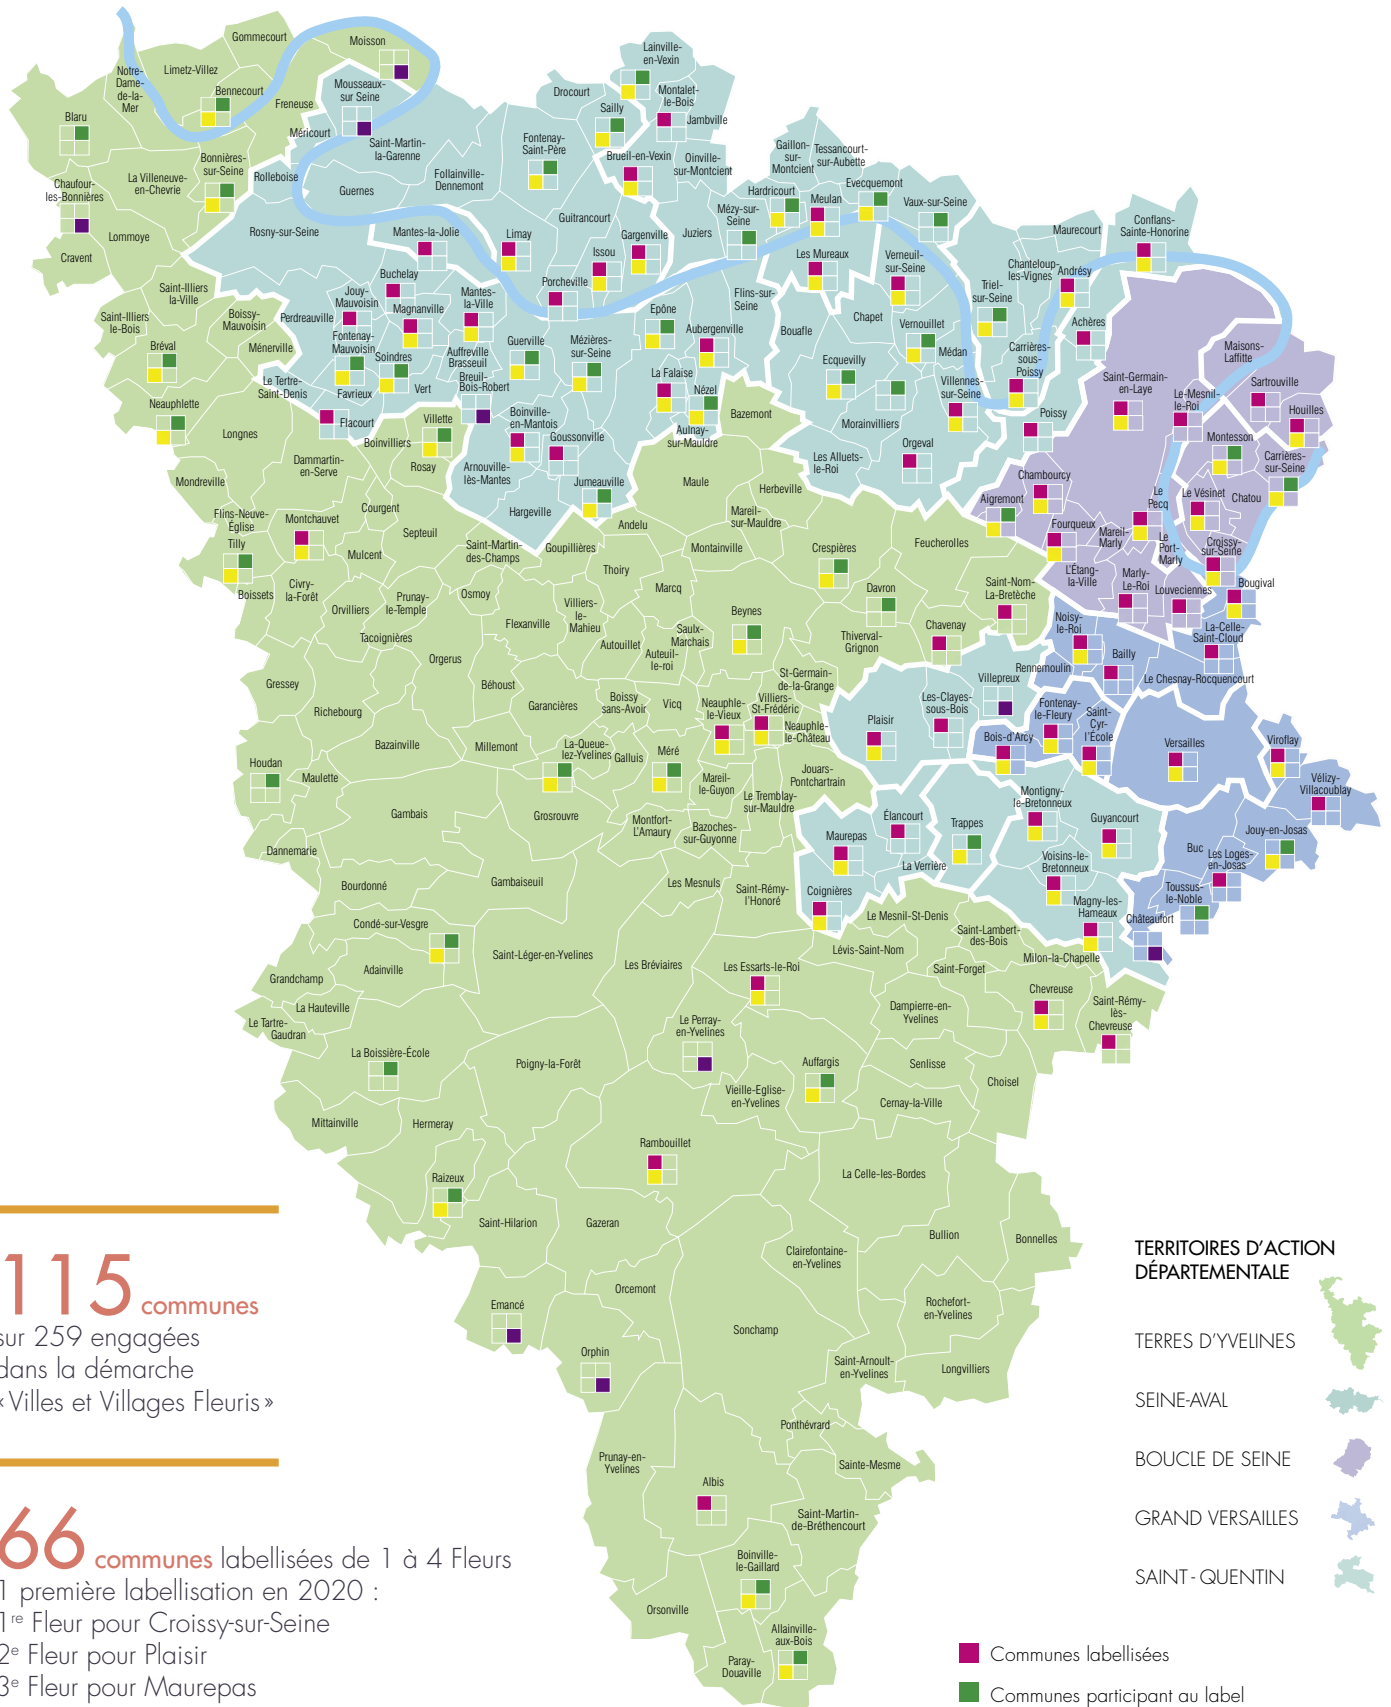 Gommecourt
Moisson
Limetz-Villez
Notre-
Dame-
de-la-
Mer
Bennecourt
Freneuse
Blaru
Mousseaux-
sur Seine
Méricourt
Saint-Martin-
la-Garenne
Lainville-
en-Vexin
Drocourt
Montalet-
le-Bois
Sailly
Jambville
Fontenay-
Saint-Père
Brueil-en-Vexin
Oinville-
sur-Montcient
Gaillon-
sur-
Montcient
Tessancourt-
sur-Aubette
Bonnières-
sur-Seine
La Villeneuve-
en-Chevrie
Rolleboise
Guernes
Follainville-
Dennemont
Chaufour-
les-Bonnières
Lommoye
Cravent
Rosny-sur-Seine
Mantes-la-Jolie
Limay
Guitrancourt
Issou
Gargenville
Juziers
Mézy-sur-
Seine
Hardricourt
Meulan
Evecquemont
Vaux-sur-Seine
Conflans-
Sainte-Honorine
Maurecourt
Chanteloup-
les-Vignes
Andrésy
Triel-
sur-Seine
Les Mureaux
Verneuil-
sur-Seine
Porcheville
Flins-sur-
Seine
Buchelay
Saint-Illiers
la-Ville
Saint-Illiers
le-Bois
Boissy-
Mauvoisin
Jouy-
Mauvoisin
Perdreauville
Magnanville
Mantes-
la-Ville
Epône
Aubergenville
Bouafle
Chapet
Vernouillet
Médan
Achères
Carrières-
sous-
Poissy
Maisons-
Laffitte
Bréval
Ménerville
Fontenay-
Mauvoisin
Soindres
Auffreville
Brasseuil
Guerville
Mézières-
sur-Seine
Ecquevilly
Villennes-
sur-Seine
Saint-Germain-
en-Laye
Le-Mesnil-
le-Roi
Sartrouville
Houilles
Le Tertre-
Saint-Denis
Favrieux
Vert
Breuil-
Bois-Robert
La Falaise
Nézel
Bazemont
Morainvilliers
Poissy
Montesson
Carrières-
sur-Seine
Neauphlette
Longnes
Flacourt
Villette
Boinvilliers
Boinville-
en-Mantois
Goussonville
Aulnay-
sur-Mauldre
Les Alluets-
le-Roi
Orgeval
Rosay
Arnouville-
lès-Mantes
Jumeauville
Maule
Herbeville
Chambourcy
Aigremont
Le
Pecq
Le Vésinet
Chatou
Mondreville
Dammartin-
en-Serve
Courgent
Hargeville
Andelu
Mareil-
sur-Mauldre
Fourqueux
Mareil-
Marly
Le
Port-
Marly
Croissy-
sur-Seine
Flins-Neuve-
Église
Tilly
Montchauvet
Septeuil
Mulcent
Saint-Martin-
des-Champs
Goupillières
Montainville
Crespières
Feucherolles
L'Étang-
la-Ville
Marly-
Le-Roi
Louveciennes
Bougival
Boissets
Civry-
la-Forêt
Orvilliers
Prunay-
le-Temple
Osmoy
Thoiry
Marcq
Davron
Saint-Nom-
La-Bretèche
Noisy-
le-Roi
La-Celle-
Saint-Cloud
Tacoignières
Flexanville
Villiers-
le-
Mahieu
Autouillet
Saulx-
Marchais
Auteuil-
le-roi
Beynes
Thiverval-
Grignon
Chavenay
Rennemoulin
Bailly
Le Chesnay-Rocquencourt
Orgerus
Gressey
Richebourg
Béhoust
Garancières
Boissy
sans-Avoir
Vicq
Neauphle-
le-Vieux
Villiers-
St-Frédéric
St-Germain-
de-la-Grange
Neauphle-
le-Château
Plaisir
Les-Clayes-
sous-Bois
Villepreux
Bois-d'Arcy
Fontenay-
le-Fleury
Saint-
Cyr-
l'École
Versailles
Viroflay
Vélizy-
Villacoublay
Bazainville
Millemont
La-Queue-
lez-Yvelines
Galluis
Méré
Mareil-
le-Guyon
Jouars-
Pontchartrain
Houdan
Maulette
Gambais
Grosrouvre
Montfort-
L'Amaury
Bazoches-
sur-Guyonne
Le Tremblay-
sur-Mauldre
Maurepas
Élancourt
Trappes
Montigny-
le-Bretonneux
Guyancourt
Voisins-le-
Bretonneux
La Verrière
Buc
Les Loges-
en-Josas
Jouy-en-Josas
Dannemarie
Bourdonné
Gambaiseuil
Les Mesnuls
Saint-Rémy-
l'Honoré
Coignières
Magny-les-
Hameaux
Toussus-
le-Noble
Châteaufort
Condé-sur-Vesgre
Adainville
Grandchamp
Saint-Léger-en-Yvelines
Les Bréviaires
Les Essarts-le-Roi
Le Mesnil-St-Denis
Lévis-Saint-Nom
Saint-Lambert-
des-Bois
Saint-Forget
Milon-la-Chapelle
La Hauteville
Le Tartre-
Gaudran
Le Perray-
en-Yvelines
Dampierre-en-
Yvelines
Chevreuse
Saint-Rémy-
lès-
Chevreuse
La Boissière-École
Poigny-la-Forêt
Vieille-Eglise-
en-Yvelines
Auffargis
Senlisse
Choisel
Cernay-la-Ville
Mittainville
Hermeray
Rambouillet
La Celle-les-Bordes
Raizeux
Saint-Hilarion
Gazeran
Clairefontaine-
en-Yvelines
Bullion
Bonnelles
Orcemont
Emancé
Orphin
Sonchamp
Rochefort-
en-Yvelines
Saint-Arnoult-
en-Yvelines
Longvilliers
Ponthévrard
Prunay-en-
Yvelines
Sainte-Mesme
Albis
Saint-Martin-
de-Bréthencourt
Boinville-
le-Gaillard
Orsonville
Allainville-
aux-Bois
Paray-
Douaville
115 communes
sur 259 engagées
dans la démarche
« Villes et Villages Fleuris »
66 communes labellisées de 1 à 4 Fleurs
1 première labellisation en 2020 :
1re Fleur pour Croissy-sur-Seine
2e Fleur pour Plaisir
3e Fleur pour Maurepas
TERRITOIRES D'ACTION
DÉPARTEMENTALE
TERRES D'YVELINES
SEINE-AVAL
BOUCLE DE SEINE
GRAND VERSAILLES
SAINT-QUENTIN
Communes labellisées
Communes participant au label